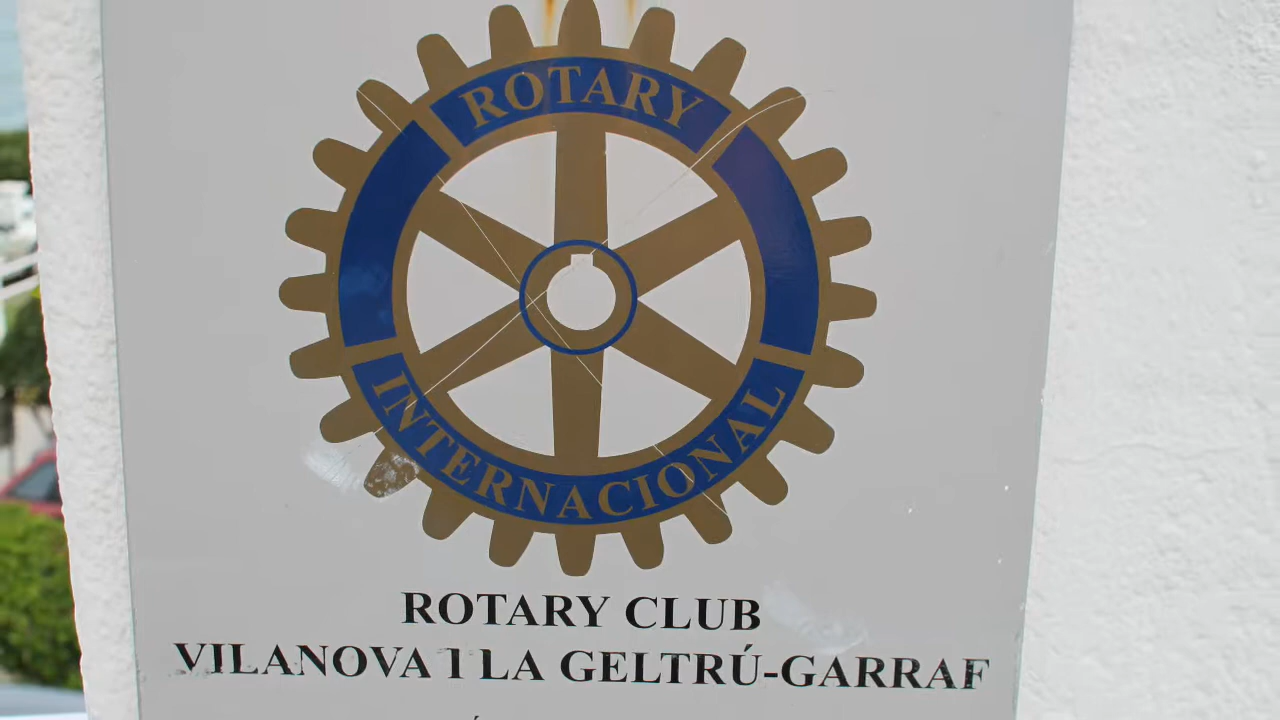 ROTARY
INTERNACIONAL
ROTARY CLUB
VILANOVA I LA GELTRÚ-GARRAF